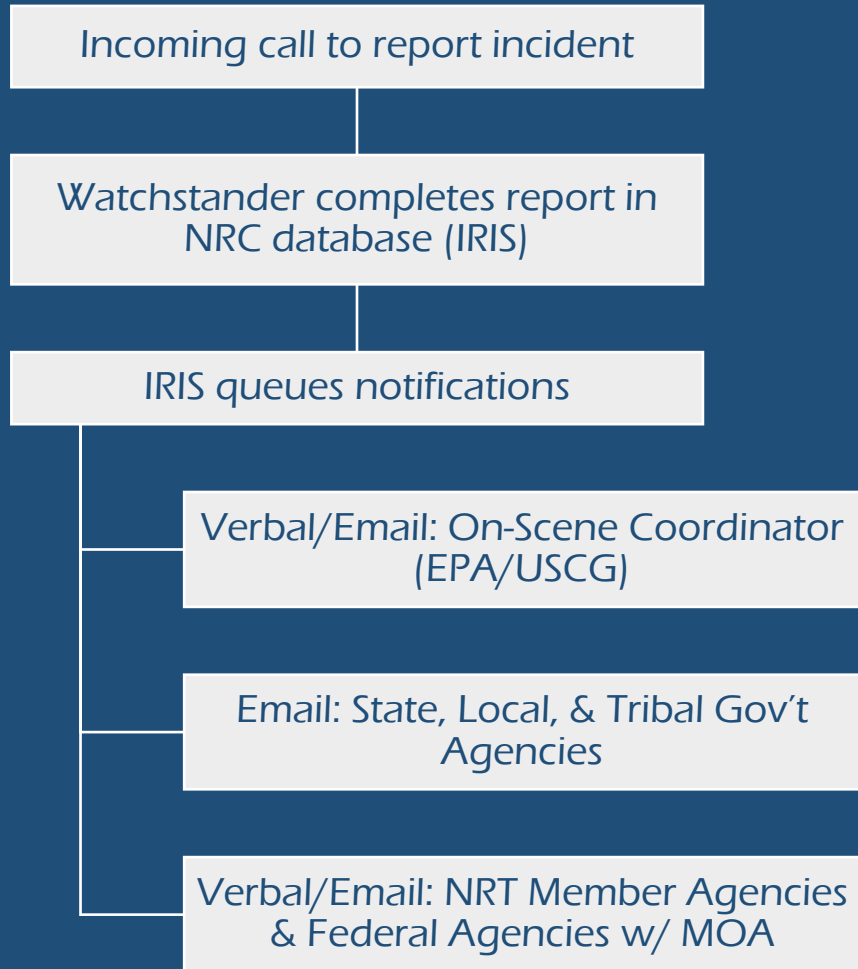 Incoming call to report incident
Watchstander completes report in
NRC database (IRIS)
IRIS queues notifications
Verbal/Email: On-Scene Coordinator
(EPA/USCG)
Email: State, Local, & Tribal Gov’t
Agencies
Verbal/Email: NRT Member Agencies
& Federal Agencies w/ MOA